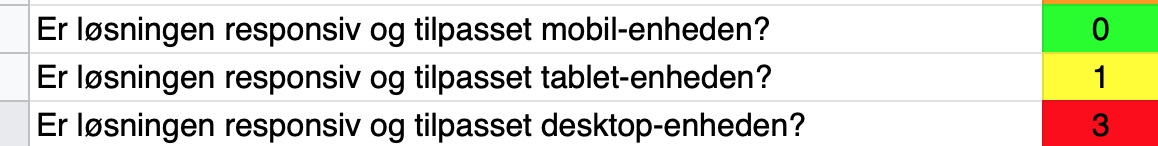 Er løsningen responsiv og tilpasset mobil-enheden? 0
Er løsningen responsiv og tilpasset tablet-enheden? 1
Er løsningen responsiv og tilpasset desktop-enheden? 3